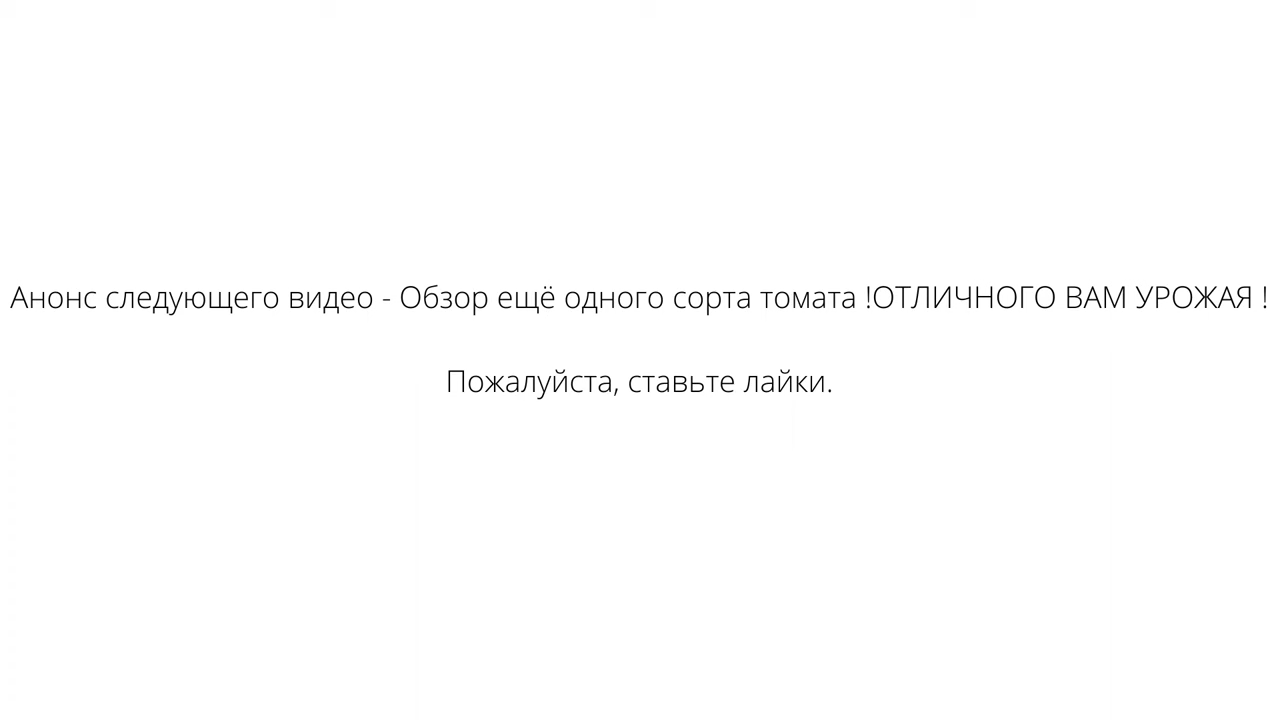 Анонс следующего видео - Обзор ещё одного сорта томата !ОТЛИЧНОГО ВАМ УРОЖАЯ !
Пожалуйста, ставьте лайки.